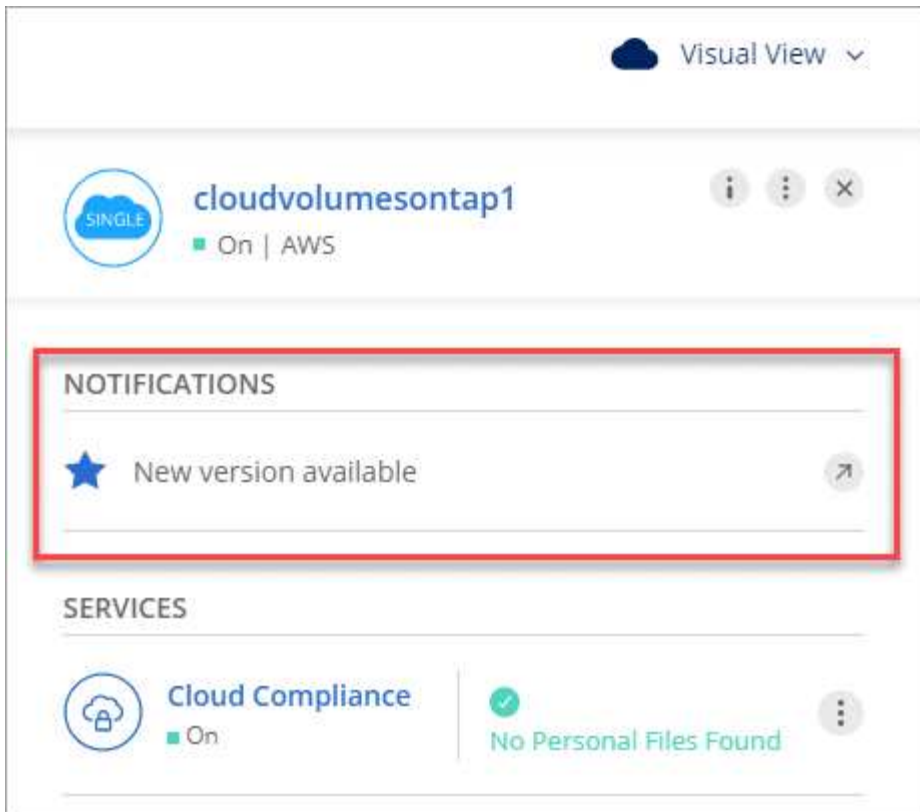 Visual View
SINGLE
cloudvolumesontap1
On | AWS
NOTIFICATIONS
New version available
SERVICES
Cloud Compliance
On
No Personal Files Found